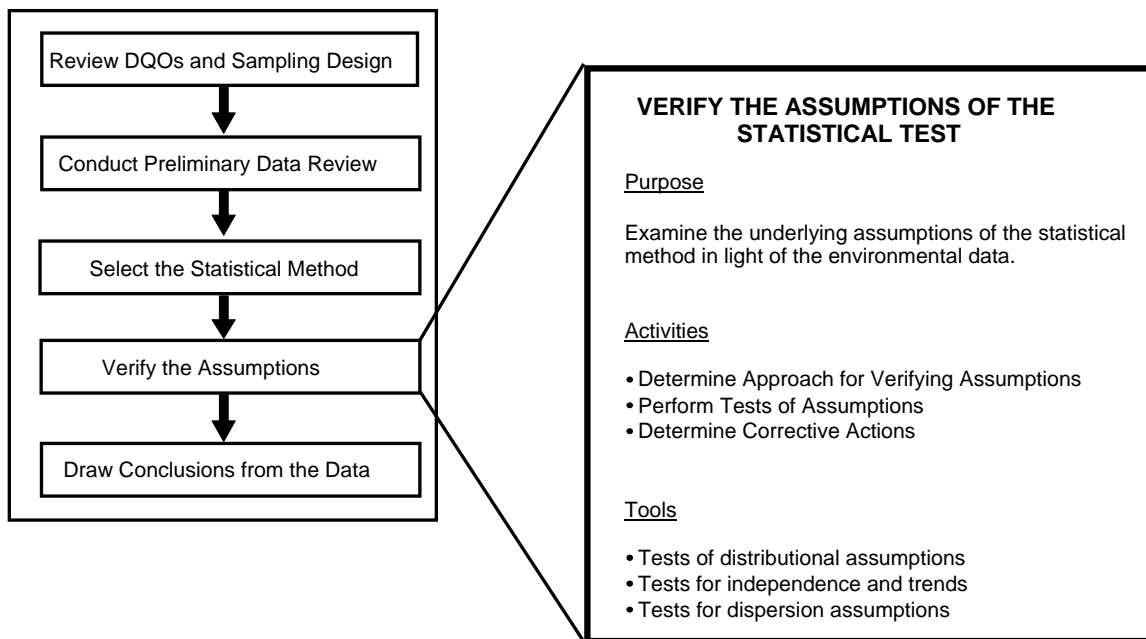 Review DQOs and Sampling Design
Conduct Preliminary Data Review
Select the Statistical Method
Verify the Assumptions
Draw Conclusions from the Data
VERIFY THE ASSUMPTIONS OF THE
STATISTICAL TEST
Purpose
Examine the underlying assumptions of the statistical
method in light of the environmental data.
Activities
• Determine Approach for Verifying Assumptions
• Perform Tests of Assumptions
• Determine Corrective Actions
Tools
• Tests of distributional assumptions
• Tests for independence and trends
• Tests for dispersion assumptions